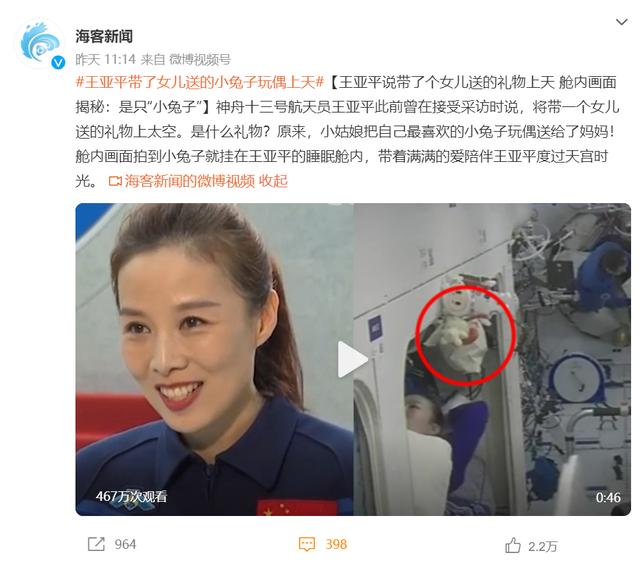 海客新闻
昨天 11:14 来自 微博视频号
#王亚平带了女儿送的小兔子玩偶上天#【王亚平说带了个女儿送的礼物上天 舱内画面
揭秘：是只“小兔子”】神舟十三号航天员王亚平此前曾在接受采访时说，将带一个女儿
送的礼物上太空。是什么礼物？原来，小姑娘把自己最喜欢的小兔子玩偶送给了妈妈！
舱内画面拍到小兔子就挂在王亚平的睡眠舱内，带着满满的爱陪伴王亚平度过天宫时
光。 海客新闻的微博视频 收起
467万次观看
0:46
964
398
2.2万